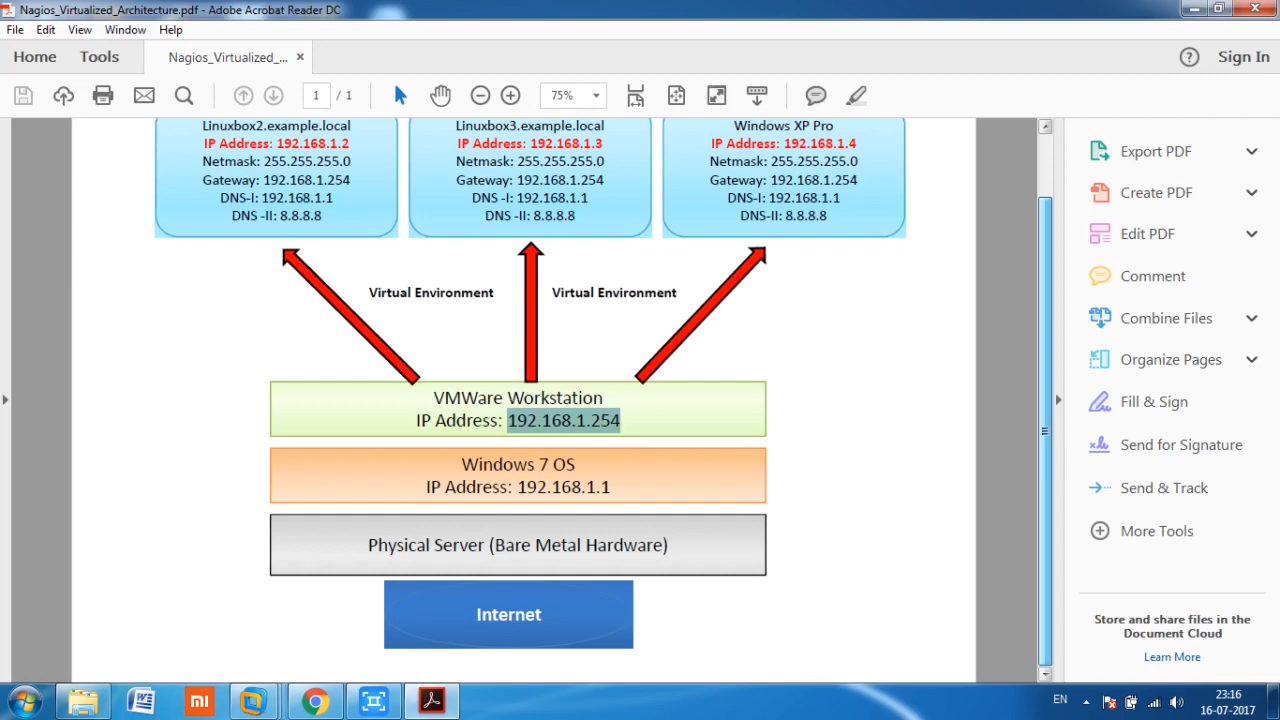 Nagios_Virtualized_Architecture.pdf - Adobe Acrobat Reader DC
File Edit View Window Help
Home Tools Nagios_Virtualized_... × ? Sign In
1 / 1 75%
Linuxbox2.example.local
IP Address: 192.168.1.2
Netmask: 255.255.255.0
Gateway: 192.168.1.254
DNS-I: 192.168.1.1
DNS -II: 8.8.8.8
Linuxbox3.example.local
IP Address: 192.168.1.3
Netmask: 255.255.255.0
Gateway: 192.168.1.254
DNS -I: 192.168.1.1
DNS -II: 8.8.8.8
Windows XP Pro
IP Address: 192.168.1.4
Netmask: 255.255.255.0
Gateway: 192.168.1.254
DNS-I: 192.168.1.1
DNS-II: 8.8.8.8
Virtual Environment
Virtual Environment
VMWare Workstation
IP Address: 192.168.1.254
Windows 7 OS
IP Address: 192.168.1.1
Physical Server (Bare Metal Hardware)
Internet
Export PDF
Create PDF
Edit PDF
Comment
Combine Files
Organize Pages
Fill & Sign
Send for Signature
Send & Track
More Tools
Store and share files in the
Document Cloud
Learn More
EN
23:16
16-07-2017